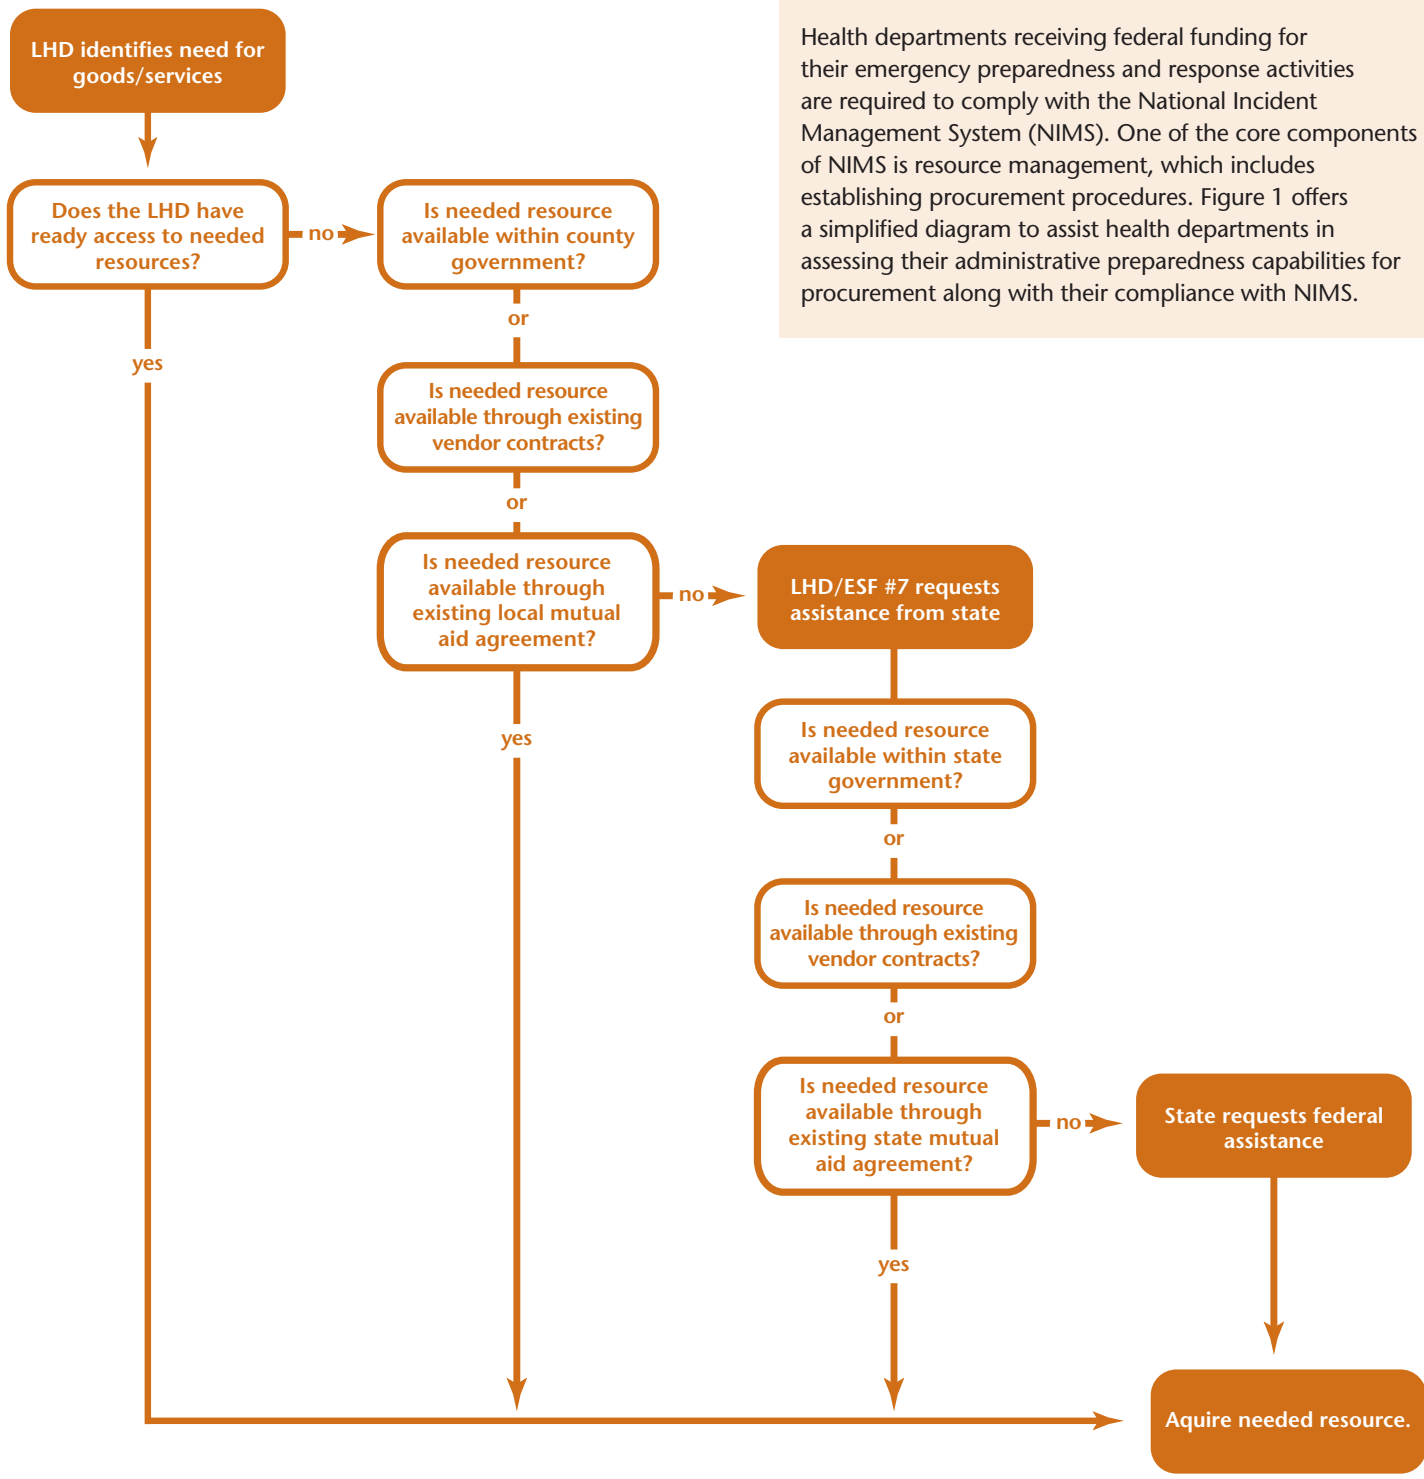 LHD identifies need for
goods/services
Health departments receiving federal funding for
their emergency preparedness and response activities
are required to comply with the National Incident
Management System (NIMS). One of the core components
of NIMS is resource management, which includes
establishing procurement procedures. Figure 1 offers
a simplified diagram to assist health departments in
assessing their administrative preparedness capabilities for
procurement along with their compliance with NIMS.
Does the LHD have
ready access to needed
resources?
no
Is needed resource
available within county
government?
or
yes
Is needed resource
available through existing
vendor contracts?
or
Is needed resource
available through
existing local mutual
aid agreement?
no
LHD/ESF #7 requests
assistance from state
yes
Is needed resource
available within state
government?
or
Is needed resource
available through existing
vendor contracts?
or
Is needed resource
available through
existing state mutual
aid agreement?
no
State requests federal
assistance
yes
Aquire needed resource.